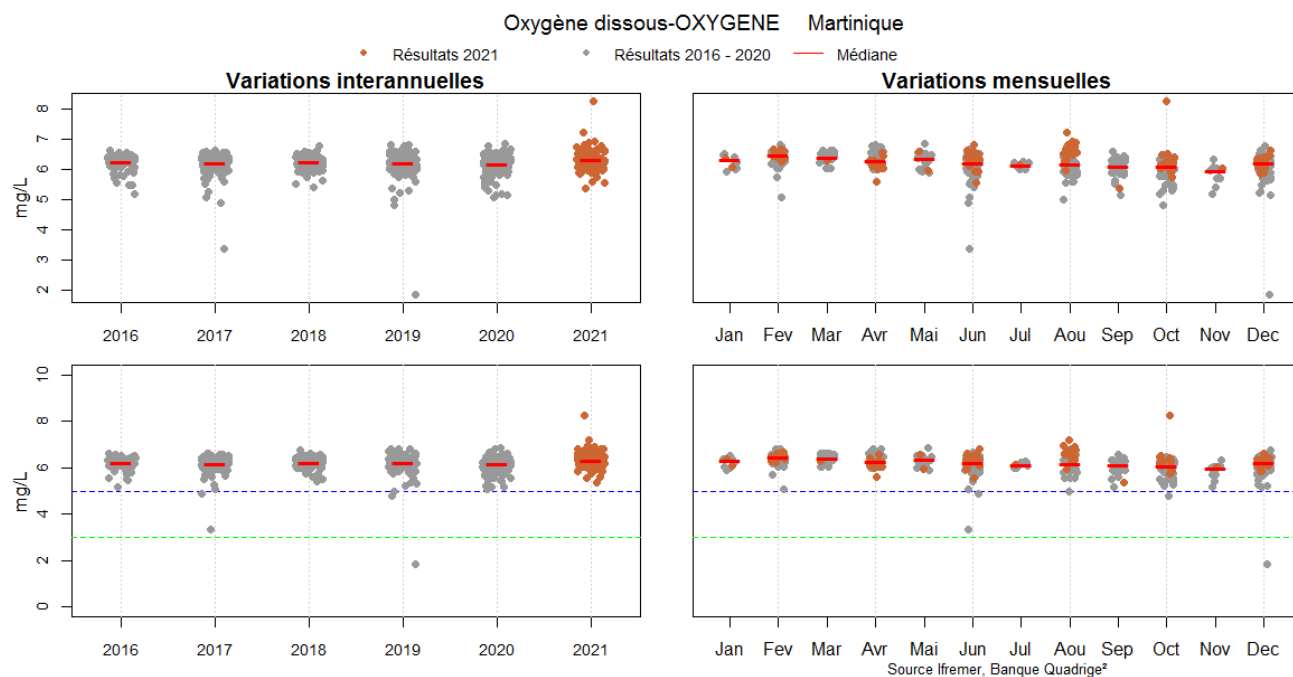 Oxygène dissous-OXYGENE Martinique
Résultats 2021 Résultats 2016 - 2020 Médiane
Variations interannuelles
mg/L
8
7
6
5
4
3
2
2016 2017 2018 2019 2020 2021
Variations mensuelles
Jan Fev Mar Avr Mai Jun Jul Aou Sep Oct Nov Dec
mg/L
10
8
6
4
2
0
2016 2017 2018 2019 2020 2021
Jan Fev Mar Avr Mai Jun Jul Aou Sep Oct Nov Dec
Source Ifremer, Banque Quadrige²